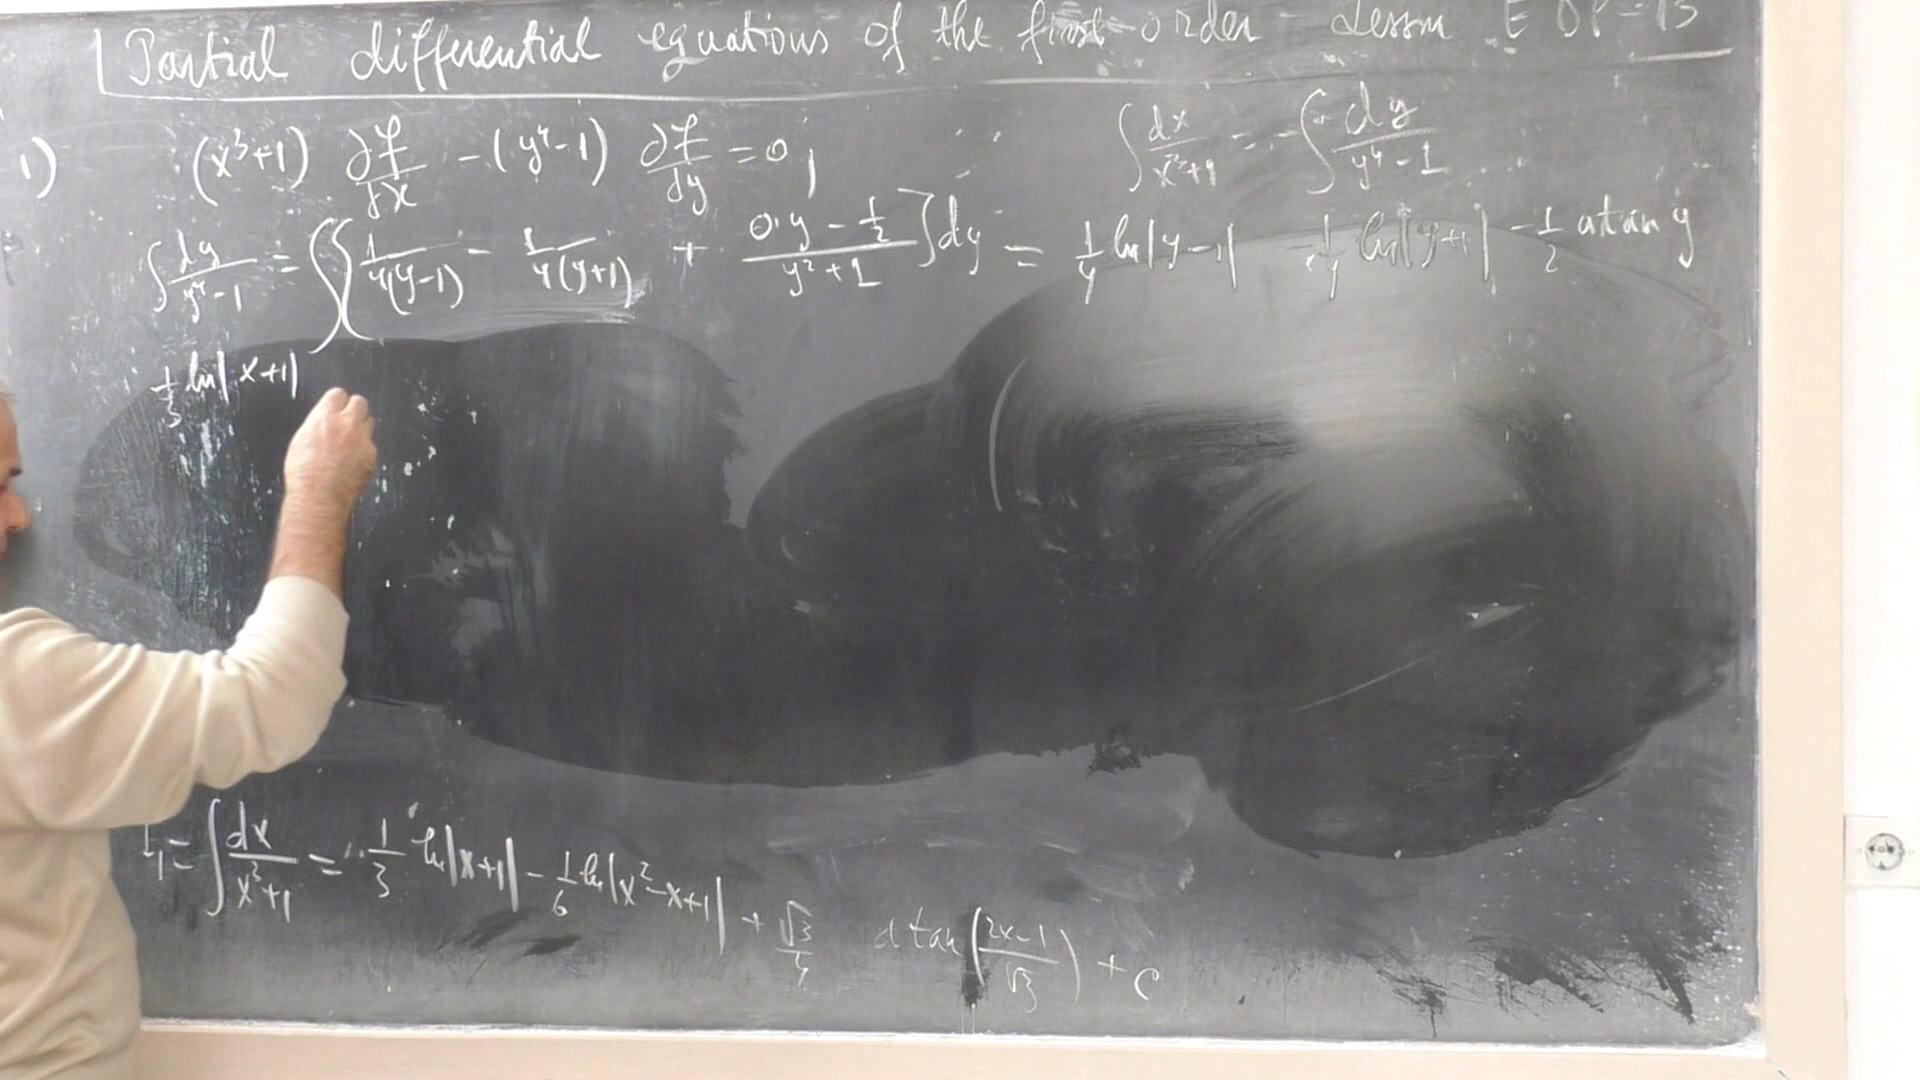 Partial differential equations of the first order - Lesson EDP-13
1) (x³+1) ∂f/∂x - (y⁴-1) ∂f/∂y = 0; ∫ dx/(x³+1) = - ∫ dy/(y⁴-1)
∫ dy/(y⁴-1) = ∫[1/(4(y-1)) - 1/(4(y+1)) + (0·y - 1/2)/(y²+1)]dy = 1/4 ln|y-1| - 1/4 ln|y+1| - 1/2 atan y
1/3 ln|x+1|
I₁ = ∫ dx/(x³+1) = 1/3 ln|x+1| - 1/6 ln|x²-x+1| + √3/3 atan((2x-1)/√3) + C